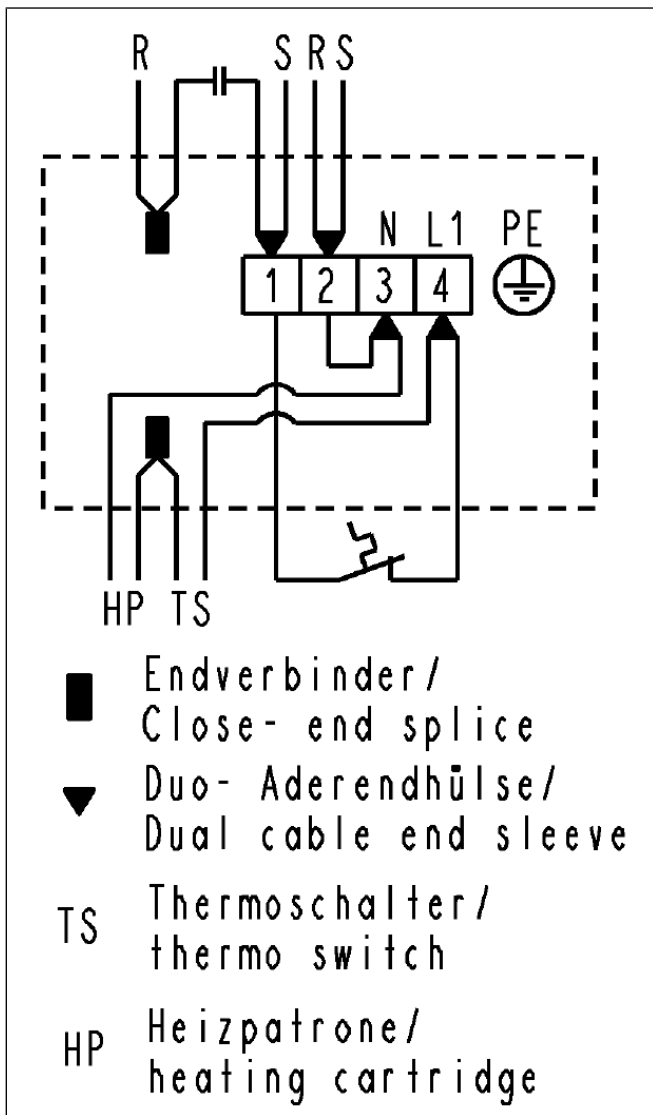 R S R S
N L1 PE
1 2 3 4
HP TS
Endverbinder/
Close- end splice
Duo- Aderendhülse/
Dual cable end sleeve
TS Thermoschalter/
thermo switch
HP Heizpatrone/
heating cartridge